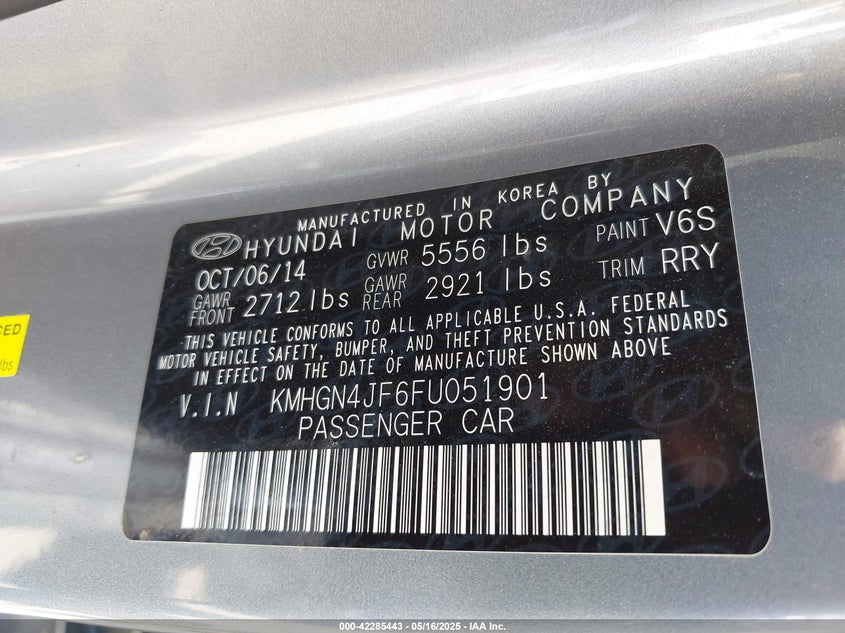 MANUFACTURED IN KOREA BY
HYUNDAI MOTOR COMPANY
OCT/06/14 GVWR 5556 lbs PAINT V6S
GAWR FRONT 2712 lbs GAWR REAR 2921 lbs TRIM RRY
THIS VEHICLE CONFORMS TO ALL APPLICABLE U.S.A. FEDERAL
MOTOR VEHICLE SAFETY, BUMPER, AND THEFT PREVENTION STANDARDS
IN EFFECT ON THE DATE OF MANUFACTURE SHOWN ABOVE
V.I.N KMHGN4JF6FU051901
PASSENGER CAR
CED
lbs
000-42285443 - 05/16/2025 - IAA Inc.